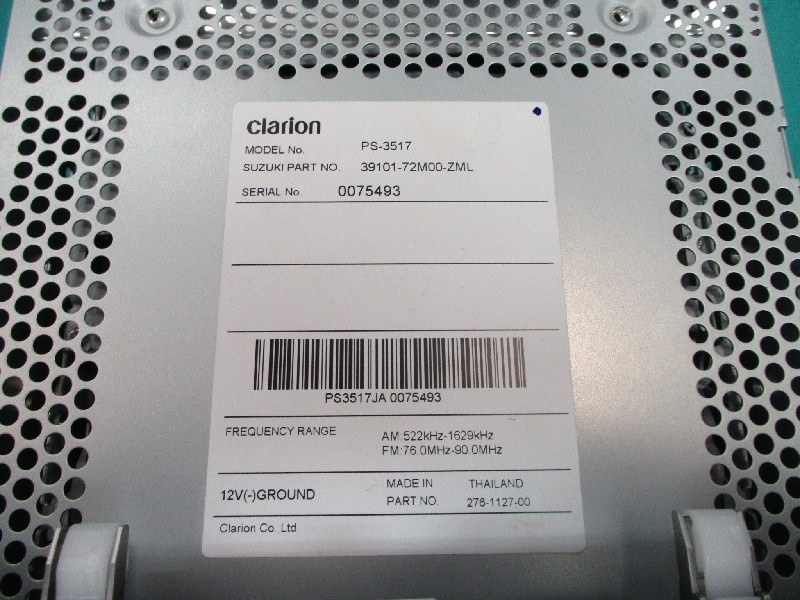 clarion
MODEL No. PS-3517
SUZUKI PART NO. 39101-72M00-ZML
SERIAL No. 0075493
PS3517JA 0075493
FREQUENCY RANGE AM:522kHz-1629kHz
FM:76.0MHz-90.0MHz
12V(-)GROUND MADE IN THAILAND
PART NO. 276-1127-00
Clarion Co.,Ltd